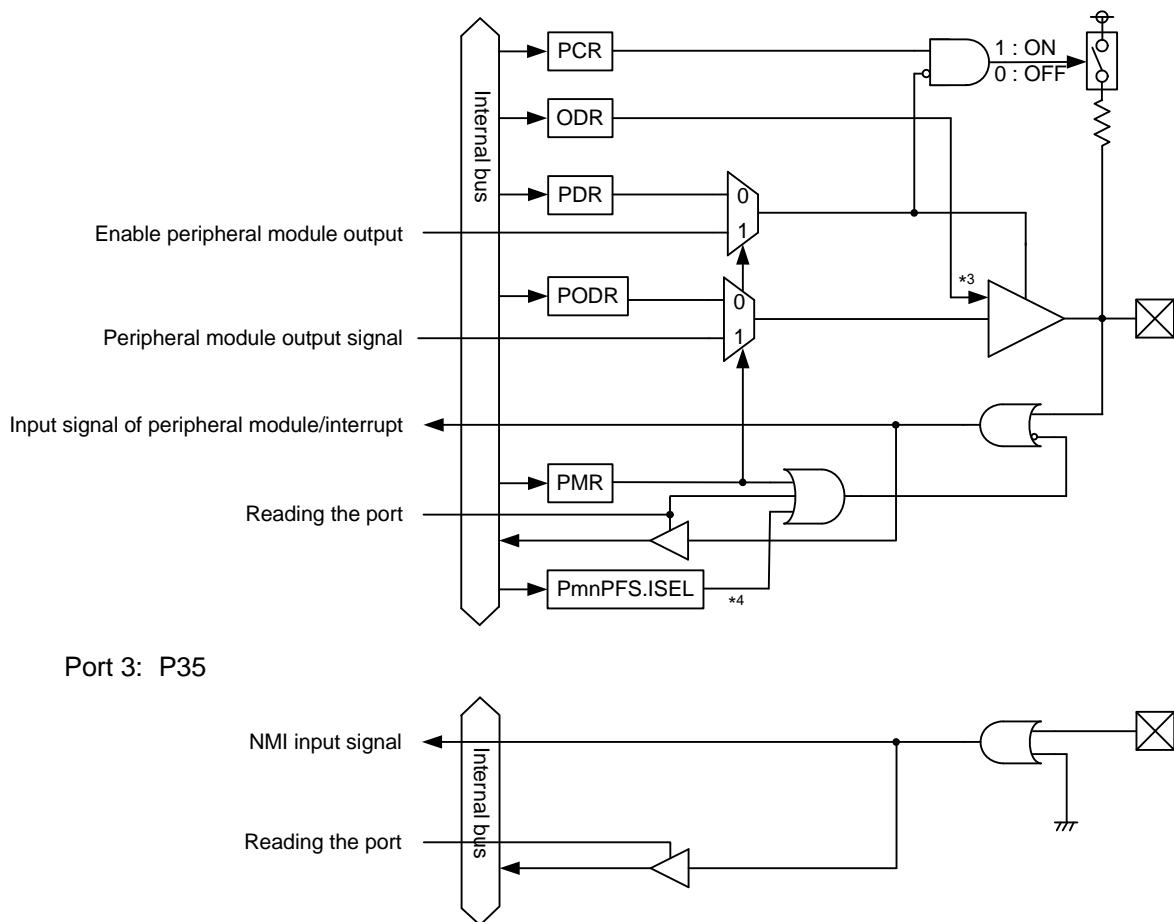 PCR
1 : ON
0 : OFF
ODR
Internal bus
PDR
0
Enable peripheral module output
1
*3
PODR
0
Peripheral module output signal
1
Input signal of peripheral module/interrupt
PMR
Reading the port
PmnPFS.ISEL
*4
Port 3: P35
NMI input signal
Internal bus
Reading the port